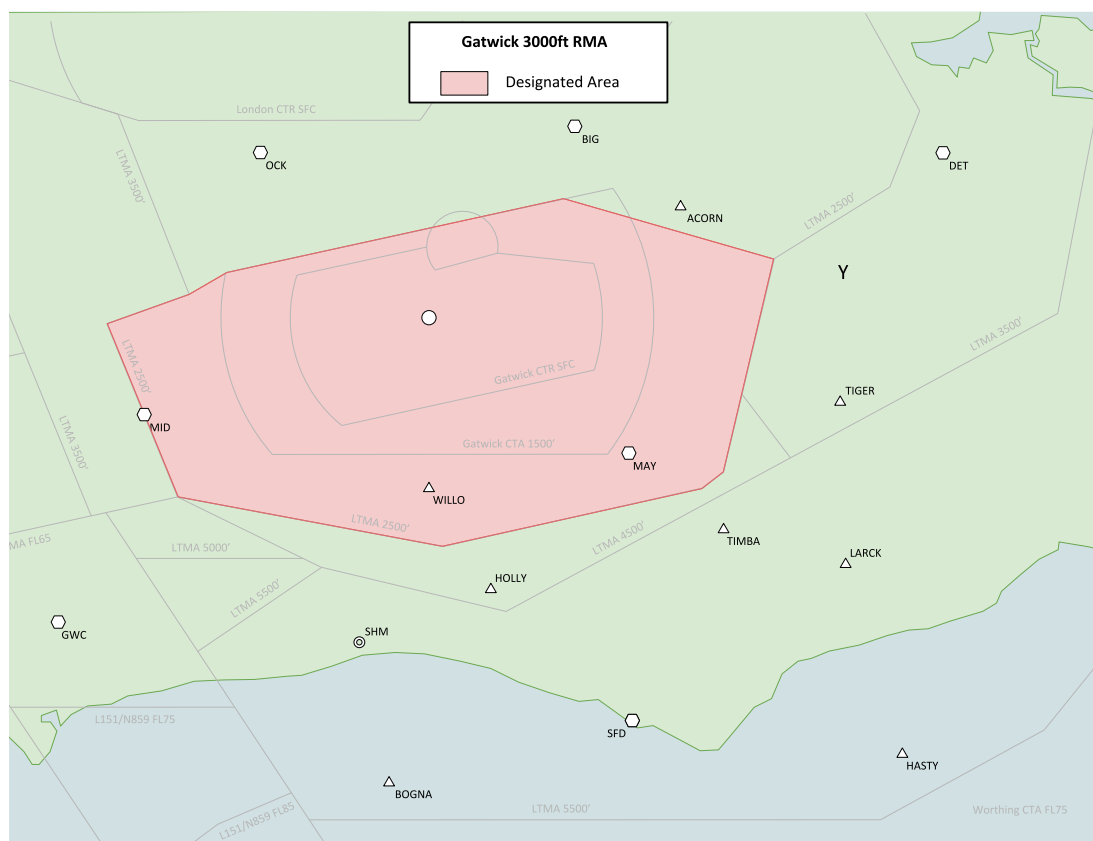 Gatwick 3000ft RMA
Designated Area
London CTR SFC
BIG
OCK
DET
LTMA 3500'
ACORN
LTMA 2500'
Y
LTMA 3500'
LTMA 2500'
Gatwick CTR SFC
TIGER
MID
LTMA 3500'
Gatwick CTA 1500'
MAY
WILLO
LTMA 2500'
LTMA 4500'
TIMBA
MA FL65
LTMA 5000'
LARCK
HOLLY
LTMA 5500'
GWC
SHM
L151/N859 FL75
SFD
HASTY
BOGNA
L151/N859 FL85
LTMA 5500'
Worthing CTA FL75